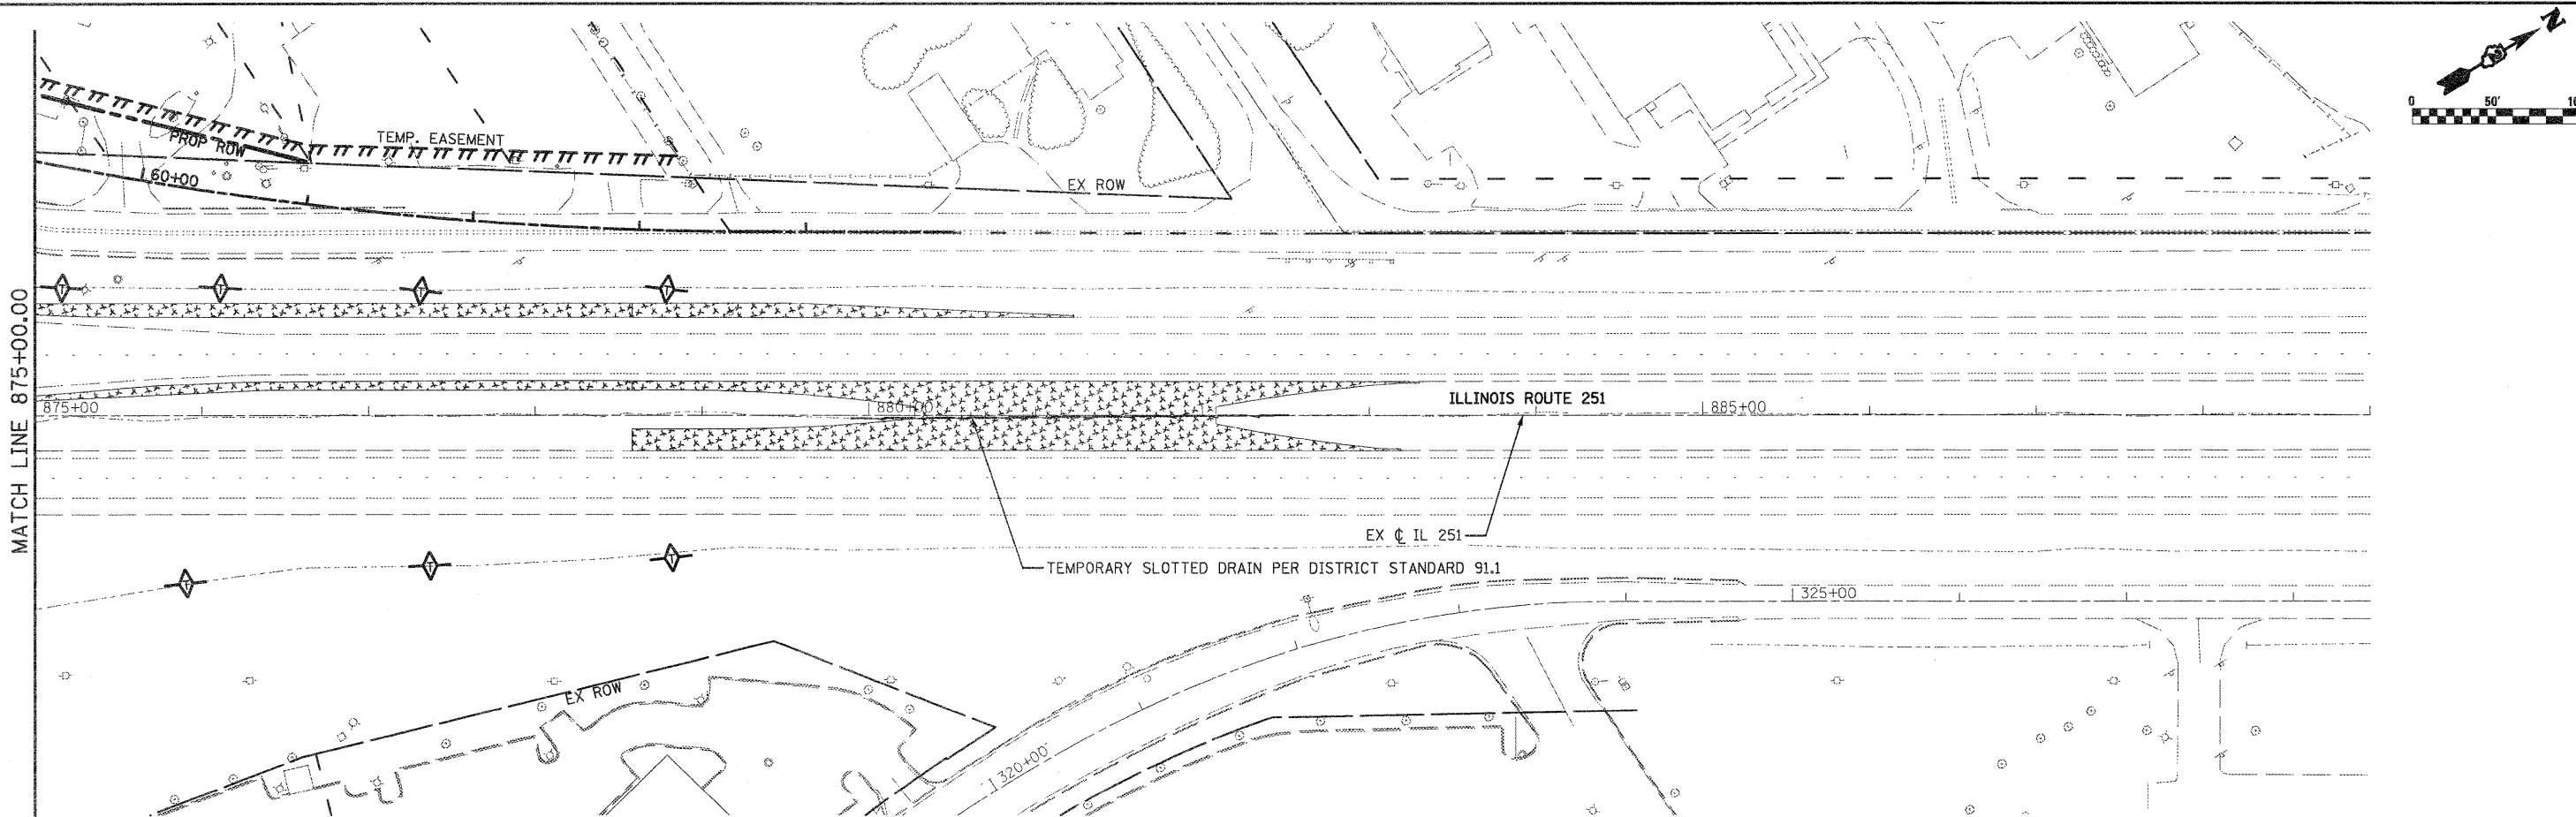 N
0 50'
TEMP. EASEMENT
PROP ROW
60+00
EX ROW
MATCH LINE 875+00.00
875+00
880+00
ILLINOIS ROUTE 251
885+00
EX ℄ IL 251
TEMPORARY SLOTTED DRAIN PER DISTRICT STANDARD 91.1
325+00
EX ROW
320+00
T
T
T
T
T
T
T